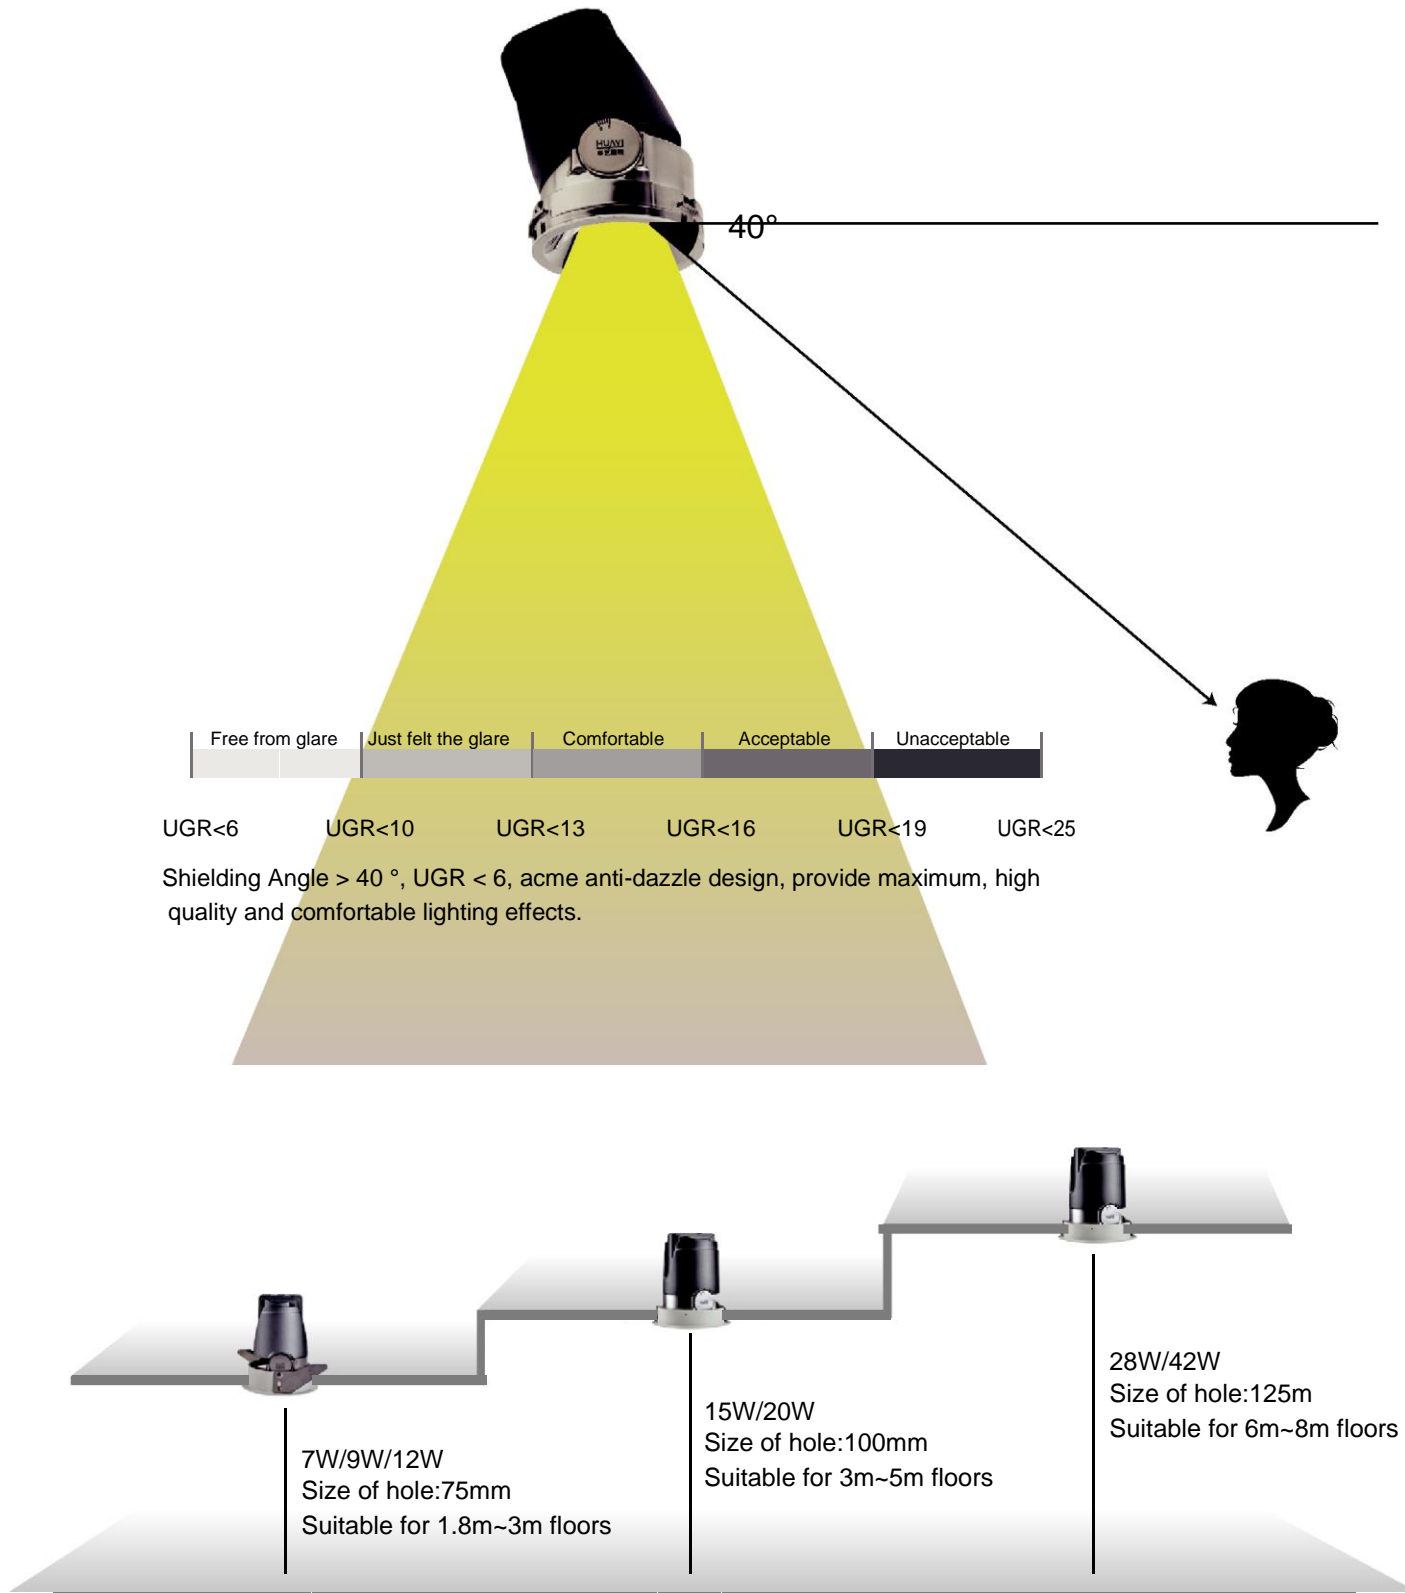 HUAYI
40°
Free from glare Just felt the glare Comfortable Acceptable Unacceptable
UGR<6 UGR<10 UGR<13 UGR<16 UGR<19 UGR<25
Shielding Angle > 40 °, UGR < 6, acme anti-dazzle design, provide maximum, high
quality and comfortable lighting effects.
28W/42W
Size of hole:125m
Suitable for 6m~8m floors
15W/20W
Size of hole:100mm
Suitable for 3m~5m floors
7W/9W/12W
Size of hole:75mm
Suitable for 1.8m~3m floors